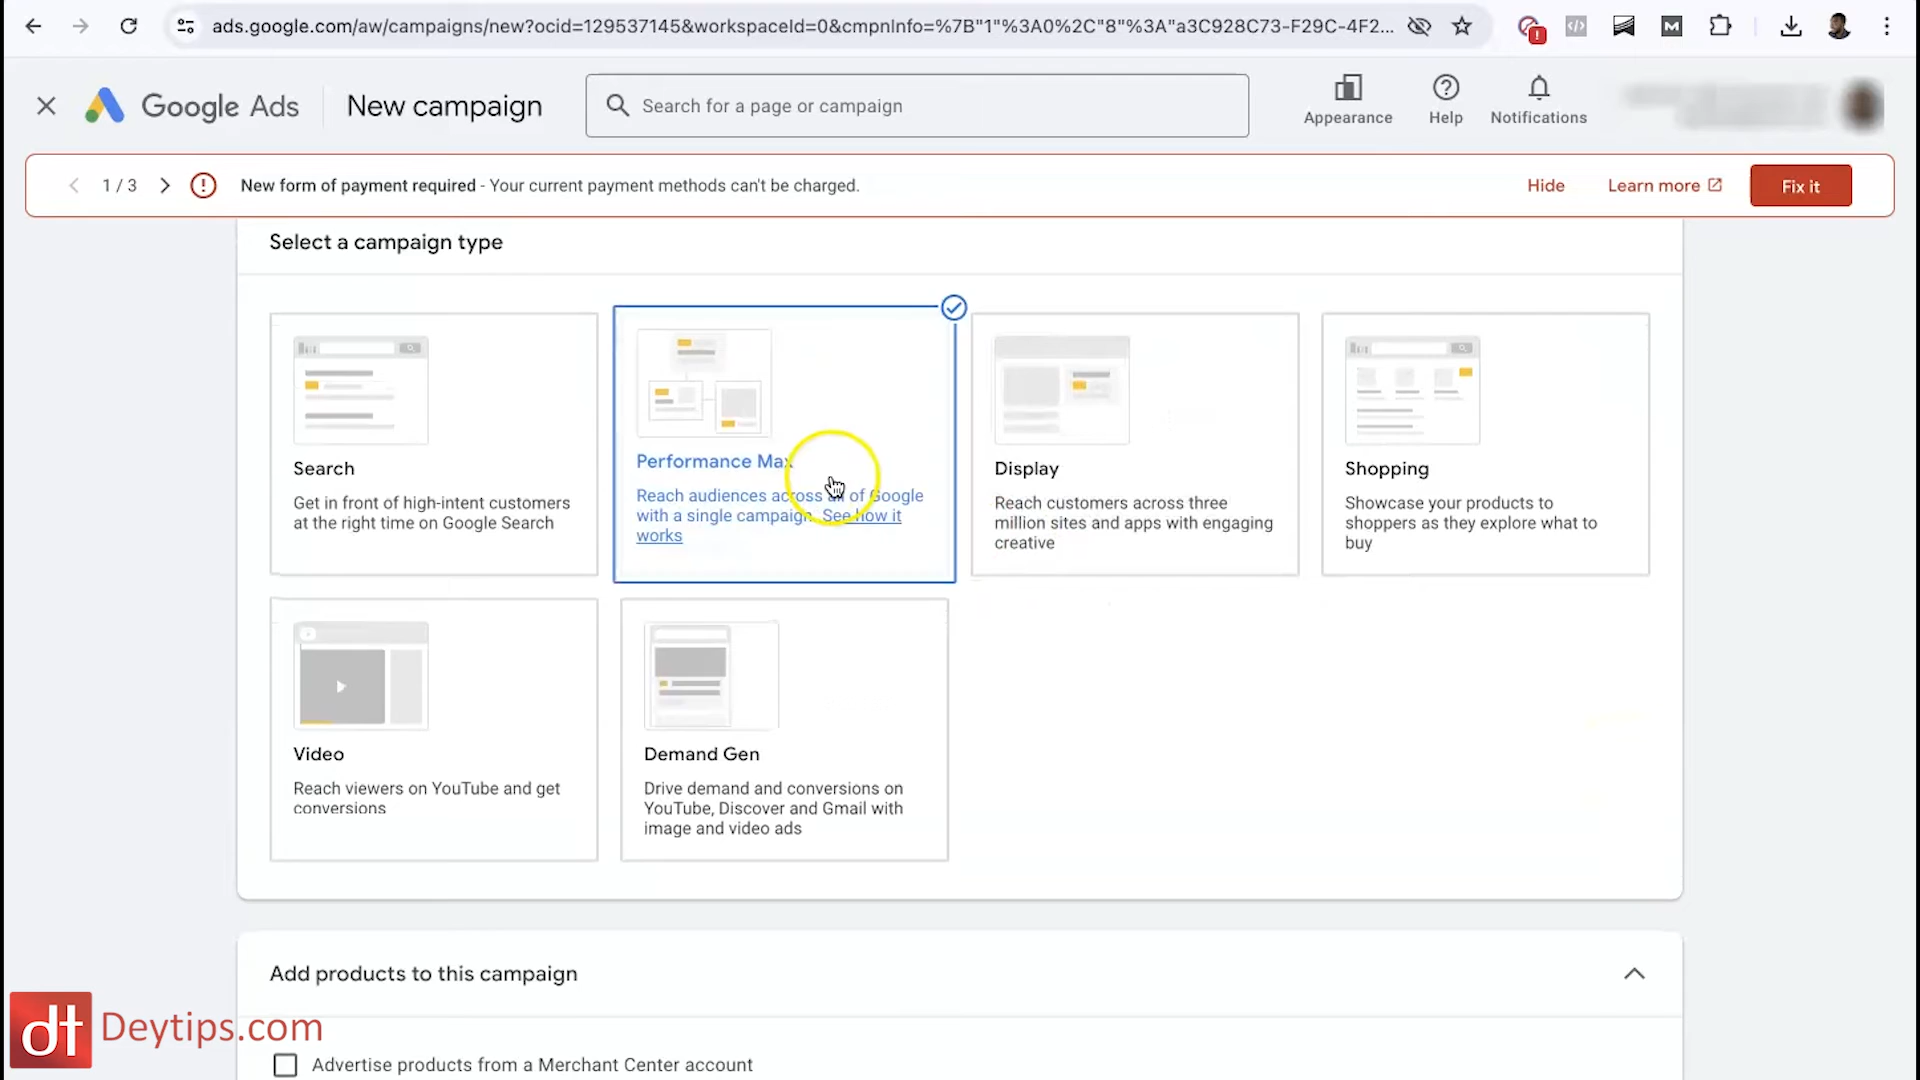 ads.google.com/aw/campaigns/new?ocid=129537145&workspaceId=0&cmpnInfo=%7B"1"%3A0%2C"8"%3A"a3C928C73-F29C-4F2...
Google Ads
New campaign
Search for a page or campaign
Appearance
Help
Notifications
1 / 3
New form of payment required - Your current payment methods can't be charged.
Hide
Learn more
Fix it
Select a campaign type
Search
Get in front of high-intent customers
at the right time on Google Search
Performance Max
Reach audiences across all of Google
with a single campaign. See how it
works
Display
Reach customers across three
million sites and apps with engaging
creative
Shopping
Showcase your products to
shoppers as they explore what to
buy
Video
Reach viewers on YouTube and get
conversions
Demand Gen
Drive demand and conversions on
YouTube, Discover and Gmail with
image and video ads
Add products to this campaign
Advertise products from a Merchant Center account
dt Deytips.com